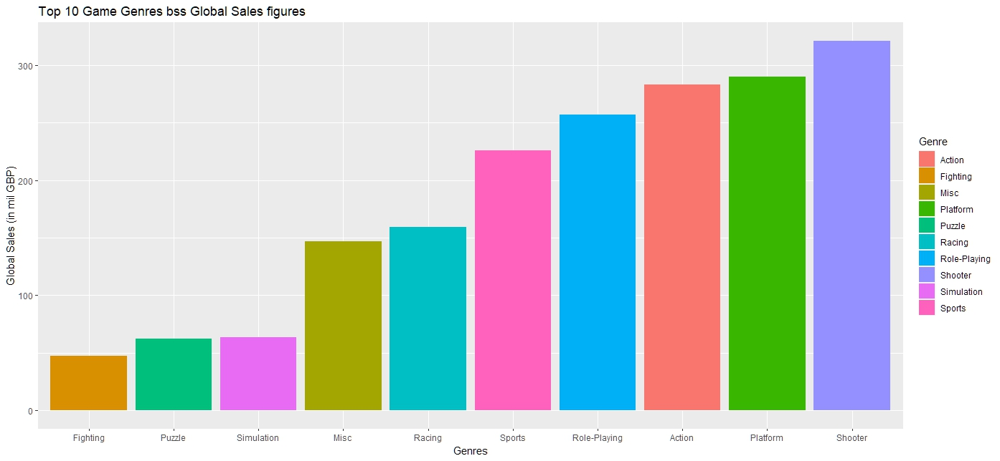 Top 10 Game Genres bss Global Sales figures
Global Sales (in mil GBP)
300
200
100
0
Fighting
Puzzle
Simulation
Misc
Racing
Sports
Role-Playing
Action
Platform
Shooter
Genres
Genre
Action
Fighting
Misc
Platform
Puzzle
Racing
Role-Playing
Shooter
Simulation
Sports